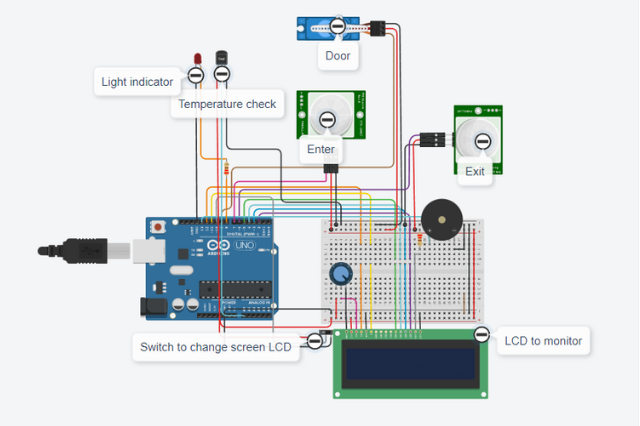 Door
Light indicator
Temperature check
Enter
Exit
UNO
ARDUINO
Switch to change screen LCD
LCD to monitor